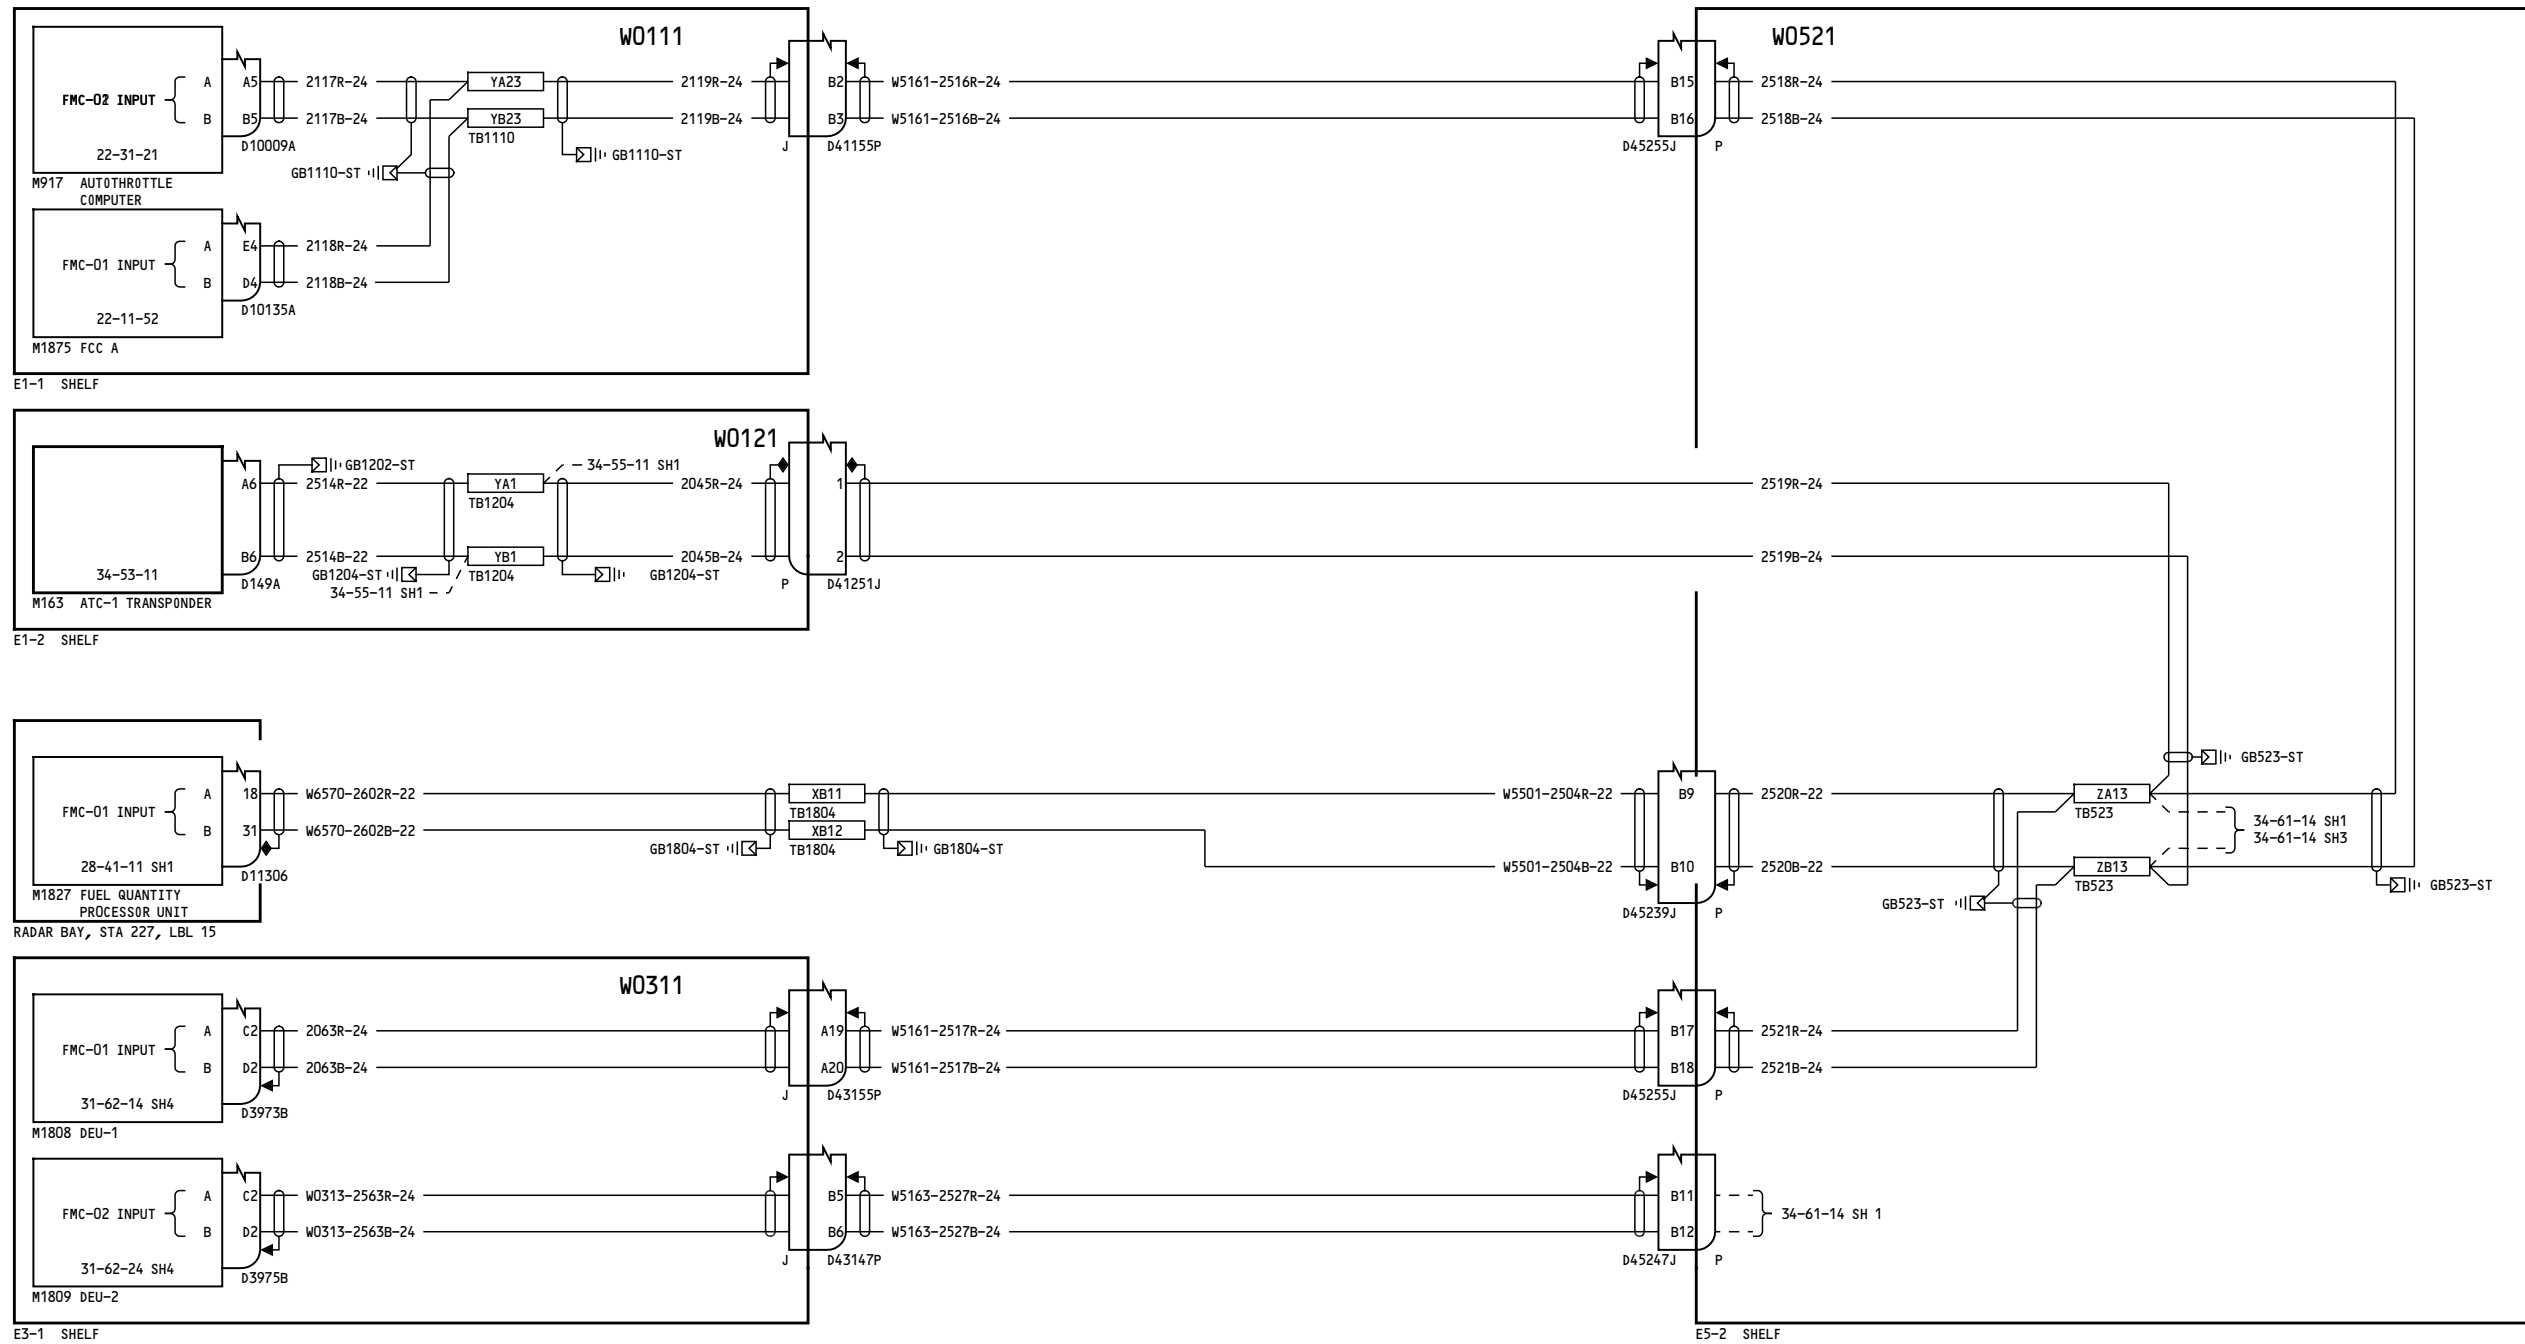 W0111
W0521
A A5 2117R-24 YA23 2119R-24 B2 W5161-2516R-24 B15 2518R-24
FMC-02 INPUT
B B5 2117B-24 YB23 2119B-24 B3 W5161-2516B-24 B16 2518B-24
TB1110
D10009A
J D41155P D45255J P
22-31-21
GB1110-ST
GB1110-ST
M917 AUTOTHROTTLE
COMPUTER
A E4 2118R-24
FMC-01 INPUT
B D4 2118B-24
D10135A
22-11-52
M1875 FCC A
E1-1 SHELF
W0121
GB1202-ST
34-55-11 SH1
A6 2514R-22 YA1 2045R-24 1 2519R-24
TB1204
B6 2514B-22 YB1 2045B-24 2 2519B-24
34-53-11
GB1204-ST TB1204 GB1204-ST
D149A P D41251J
34-55-11 SH1
M163 ATC-1 TRANSPONDER
E1-2 SHELF
GB523-ST
A 18 W6570-2602R-22 XB11 W5501-2504R-22 B9 2520R-22 ZA13
FMC-01 INPUT
TB1804 TB523
34-61-14 SH1
B 31 W6570-2602B-22 XB12
34-61-14 SH3
GB1804-ST TB1804 GB1804-ST
28-41-11 SH1
W5501-2504B-22 B10 2520B-22 ZB13
D11306
TB523 GB523-ST
M1827 FUEL QUANTITY
PROCESSOR UNIT
GB523-ST
D45239J P
RADAR BAY, STA 227, LBL 15
W0311
A C2 2063R-24 A19 W5161-2517R-24 B17 2521R-24
FMC-01 INPUT
B D2 2063B-24 A20 W5161-2517B-24 B18 2521B-24
J D43155P D45255J P
31-62-14 SH4
D3973B
M1808 DEU-1
A C2 W0313-2563R-24 B5 W5163-2527R-24 B11
FMC-02 INPUT
34-61-14 SH 1
B D2 W0313-2563B-24 B6 W5163-2527B-24 B12
J D43147P D45247J P
31-62-24 SH4
D3975B
M1809 DEU-2
E3-1 SHELF
E5-2 SHELF